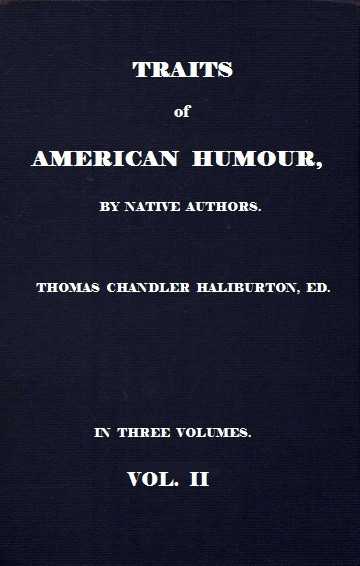 TRAITS
of
AMERICAN HUMOUR,
BY NATIVE AUTHORS.
THOMAS CHANDLER HALIBURTON, ED.
IN THREE VOLUMES.
VOL. II